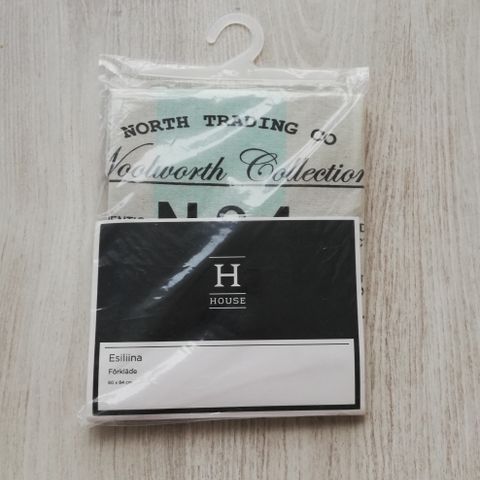 NORTH TRADING CO
Woolworth Collection
H
HOUSE
Esiliina
Förkläde